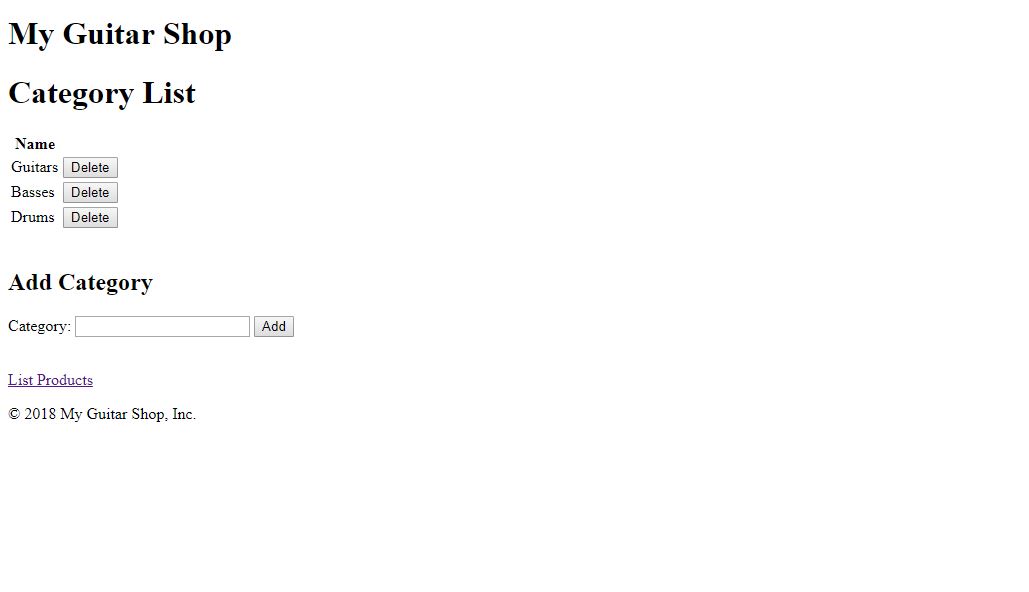 My Guitar Shop
Category List
Name
Guitars Delete
Basses Delete
Drums Delete
Add Category
Category: Add
List Products
© 2018 My Guitar Shop, Inc.